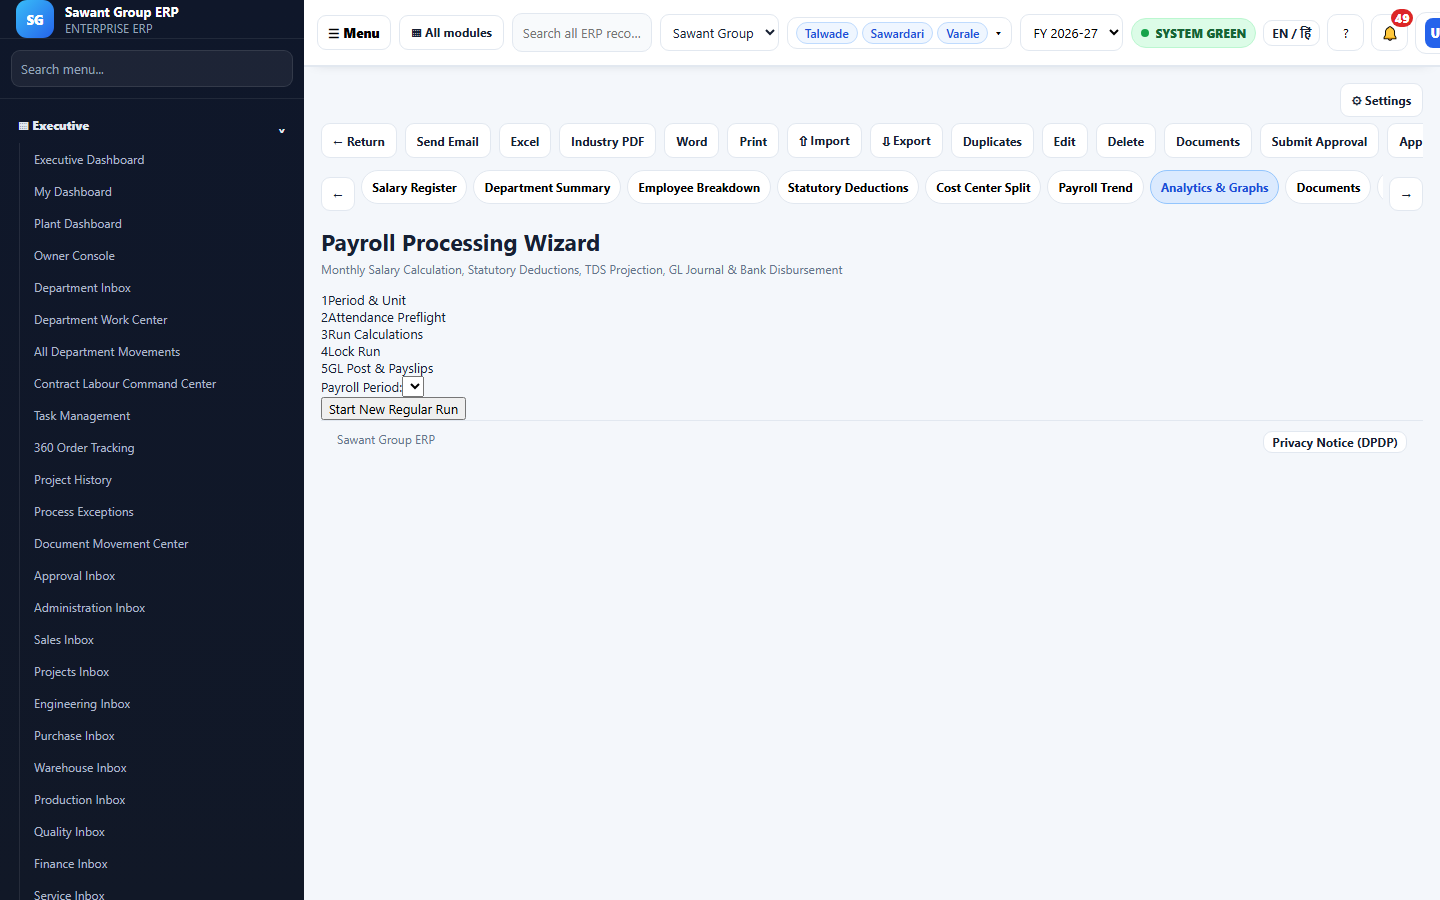 SG
Sawant Group ERP
ENTERPRISE ERP
Search menu...
Executive
Executive Dashboard
My Dashboard
Plant Dashboard
Owner Console
Department Inbox
Department Work Center
All Department Movements
Contract Labour Command Center
Task Management
360 Order Tracking
Project History
Process Exceptions
Document Movement Center
Approval Inbox
Administration Inbox
Sales Inbox
Projects Inbox
Engineering Inbox
Purchase Inbox
Warehouse Inbox
Production Inbox
Quality Inbox
Finance Inbox
Service Inbox
☰ Menu
All modules
Search all ERP reco...
Sawant Group
Talwade
Sawardari
Varale
FY 2026-27
SYSTEM GREEN
EN / हिं
?
49
U
⚙ Settings
← Return
Send Email
Excel
Industry PDF
Word
Print
⇧ Import
⇩ Export
Duplicates
Edit
Delete
Documents
Submit Approval
App
←
Salary Register
Department Summary
Employee Breakdown
Statutory Deductions
Cost Center Split
Payroll Trend
Analytics & Graphs
Documents
→
Payroll Processing Wizard
Monthly Salary Calculation, Statutory Deductions, TDS Projection, GL Journal & Bank Disbursement
1Period & Unit
2Attendance Preflight
3Run Calculations
4Lock Run
5GL Post & Payslips
Payroll Period:
Start New Regular Run
Sawant Group ERP
Privacy Notice (DPDP)